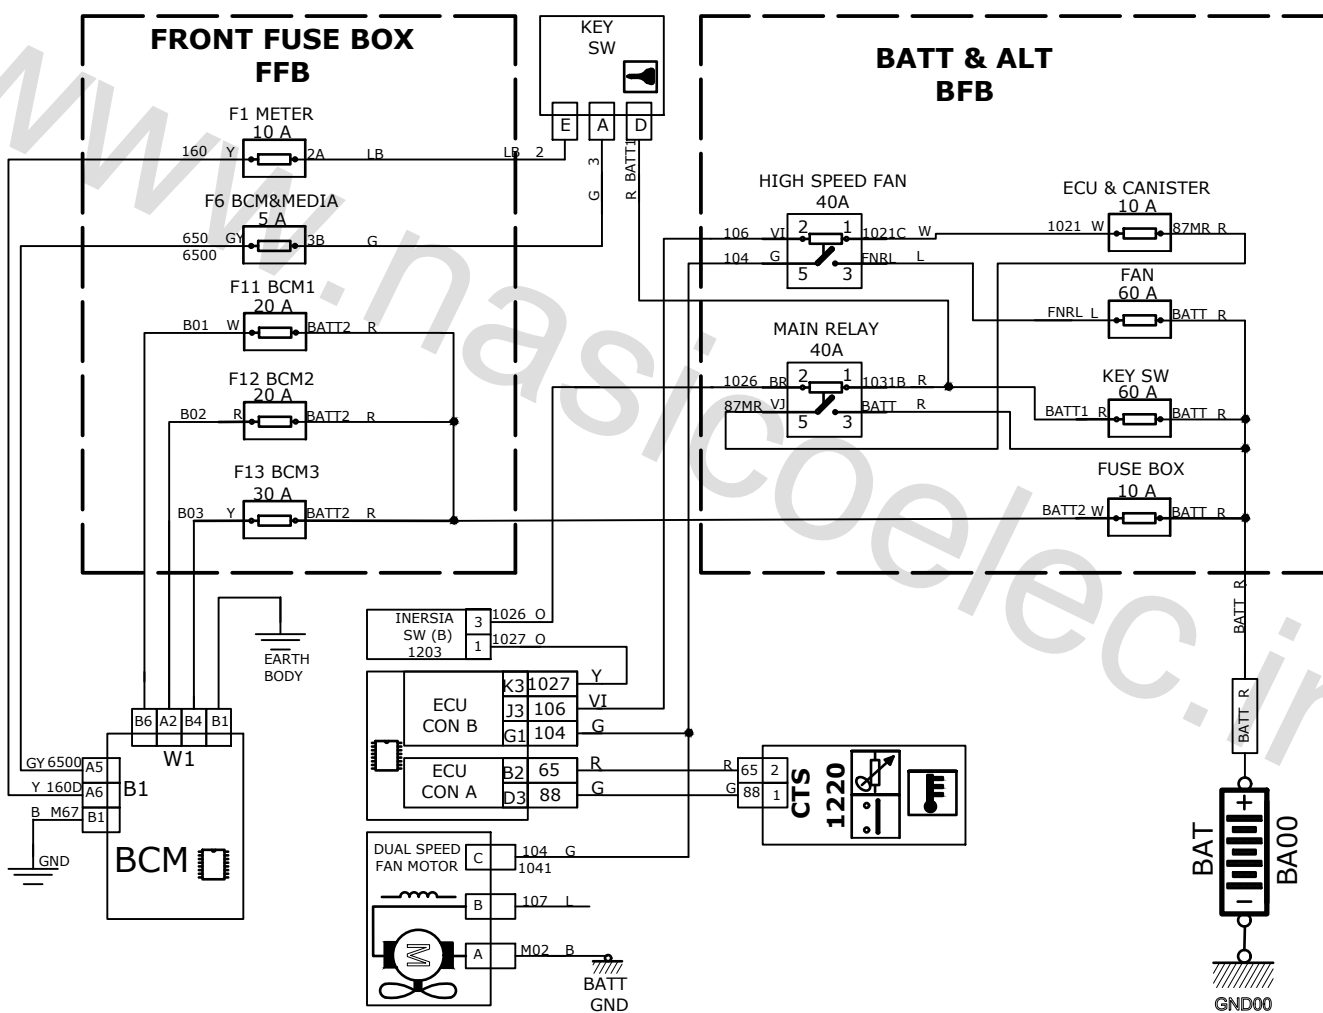 FRONT FUSE BOX
FFB
F1 METER
10 A
160 Y
2A LB
LB 2
F6 BCM&MEDIA
5 A
650 GY
6500
3B G
F11 BCM1
20 A
B01 W
BATT2 R
F12 BCM2
20 A
B02 R
BATT2 R
F13 BCM3
30 A
B03 Y
BATT2 R
KEY
SW
E A D
G 3
R BATT1
BATT & ALT
BFB
HIGH SPEED FAN
40A
106 VI
2 1
1021C W
104 G
5 3
FNRL L
ECU & CANISTER
10 A
1021 W
87MR R
FAN
60 A
FNRL L
BATT R
MAIN RELAY
40A
1026 BR
2 1
1031B R
87MR VJ
5 3
BATT R
KEY SW
60 A
BATT1 R
BATT R
FUSE BOX
10 A
BATT2 W
BATT R
BATT R
BATT R
EARTH
BODY
B6 A2 B4 B1
W1
GY 6500 A5
Y 160D A6
B M67 B1
B1
GND
BCM
INERSIA
SW (B)
1203
3 1026 O
1 1027 O
ECU
CON B
K3 1027 Y
J3 106 VI
G1 104 G
ECU
CON A
B2 65 R
D3 88 G
R 65 2
G 88 1
CTS
1220
DUAL SPEED
FAN MOTOR
C 104 G
1041
B 107 L
A M02 B
M
BATT
GND
BAT
BA00
+
−
GND00
www.nasicoelec.ir